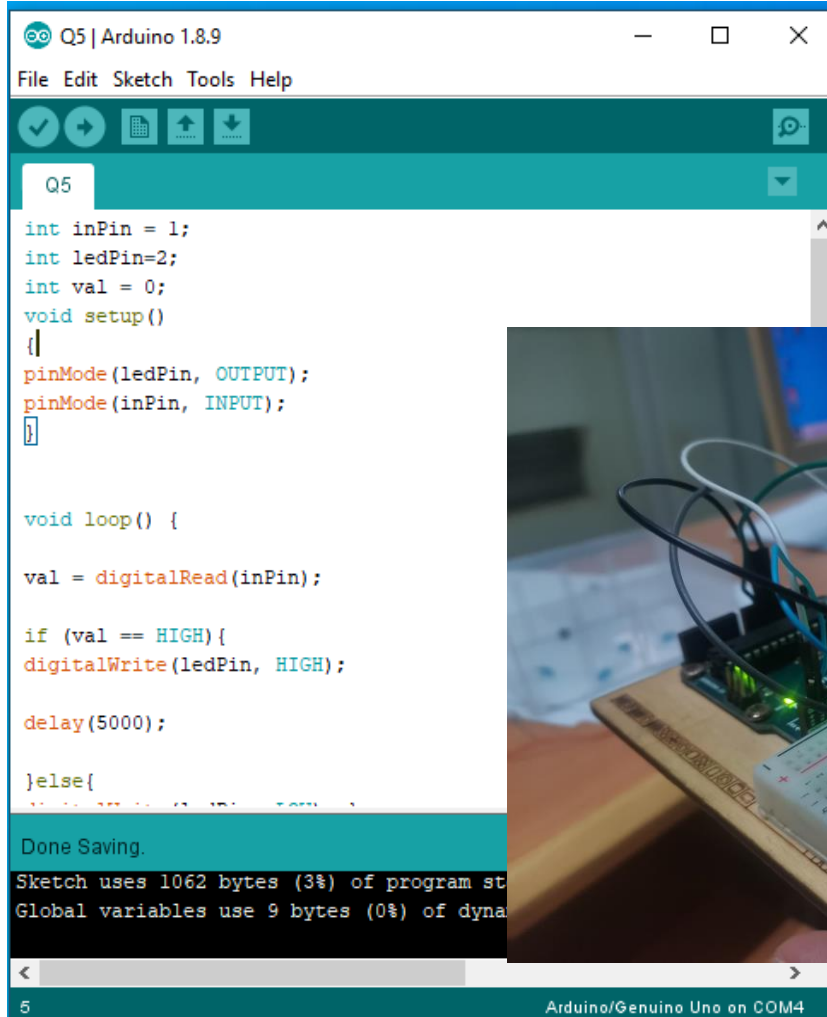 Q5 | Arduino 1.8.9
File Edit Sketch Tools Help
Q5
int inPin = 1;
int ledPin=2;
int val = 0;
void setup()
{
pinMode(ledPin, OUTPUT);
pinMode(inPin, INPUT);
}
void loop() {
val = digitalRead(inPin);
if (val == HIGH){
digitalWrite(ledPin, HIGH);
delay(5000);
}else{
Done Saving.
Sketch uses 1062 bytes (3%) of program st
Global variables use 9 bytes (0%) of dyna
5 Arduino/Genuino Uno on COM4